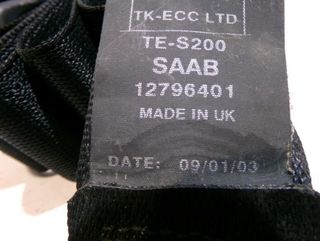 TK-ECC LTD
TE-S200
SAAB
12796401
MADE IN UK
DATE: 09/01/03